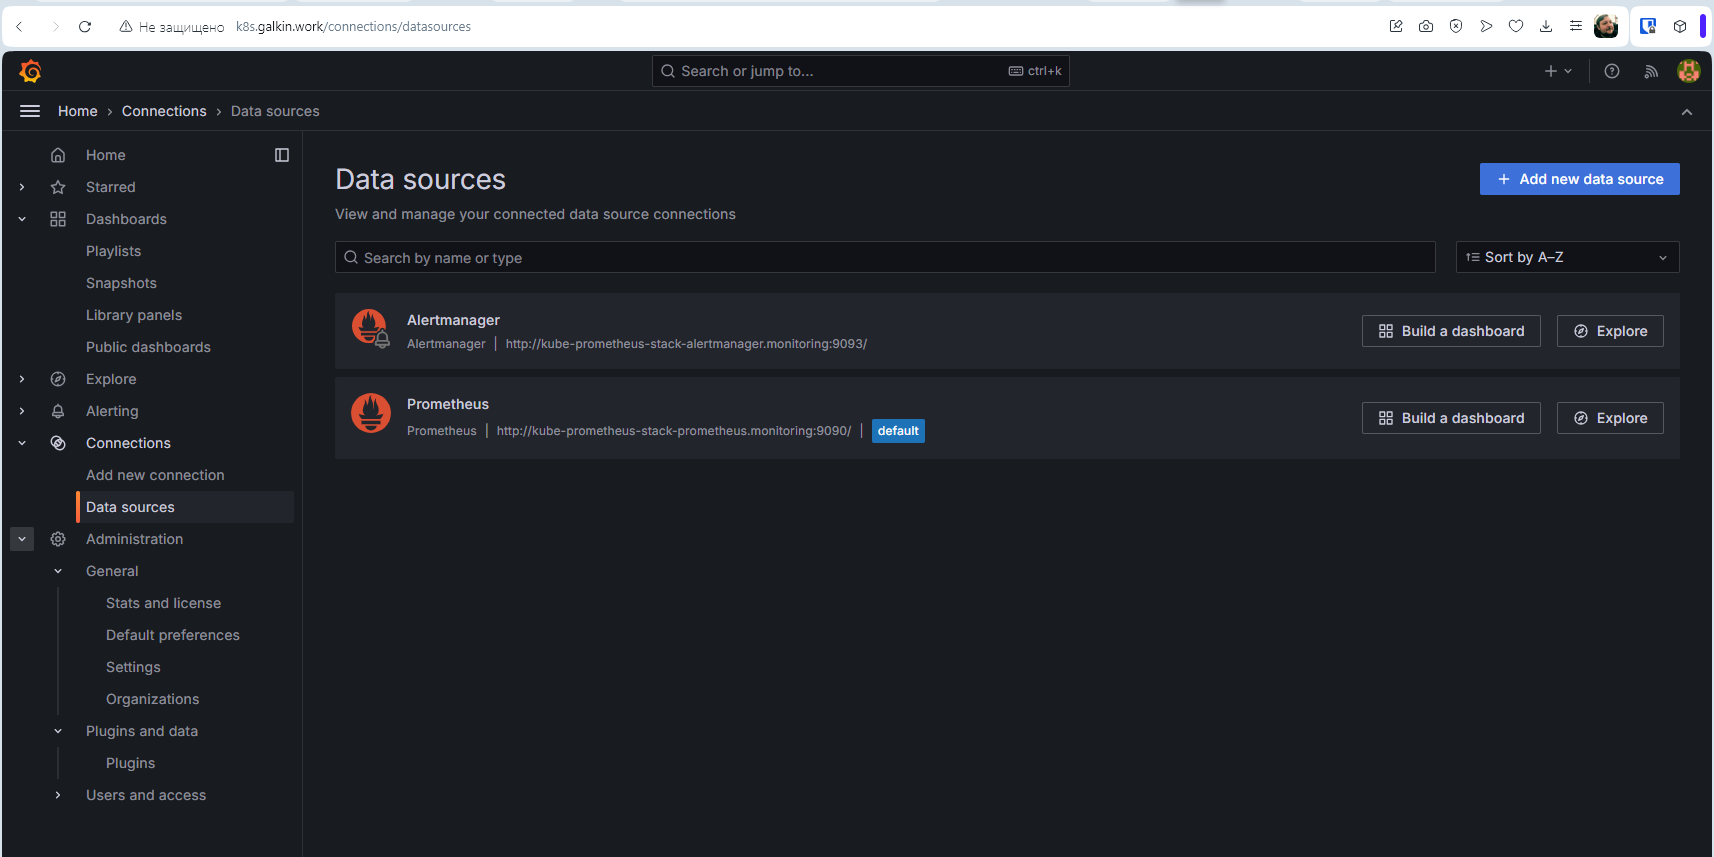 Не защищено k8s.galkin.work/connections/datasources
Search or jump to... ctrl+k
Home › Connections › Data sources
Home
Starred
Dashboards
Playlists
Snapshots
Library panels
Public dashboards
Explore
Alerting
Connections
Add new connection
Data sources
Administration
General
Stats and license
Default preferences
Settings
Organizations
Plugins and data
Plugins
Users and access
Data sources
Add new data source
View and manage your connected data source connections
Search by name or type
Sort by A–Z
Alertmanager
Alertmanager | http://kube-prometheus-stack-alertmanager.monitoring:9093/
Build a dashboard
Explore
Prometheus
Prometheus | http://kube-prometheus-stack-prometheus.monitoring:9090/ | default
Build a dashboard
Explore